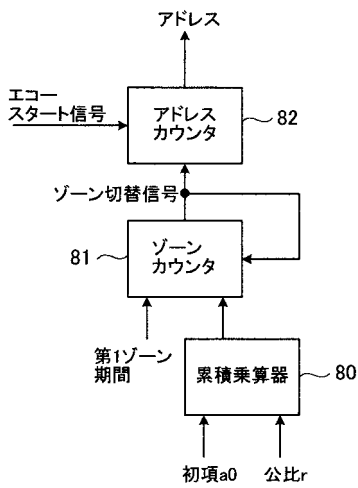 アドレス
エコー
スタート信号
アドレス
カウンタ
82
ゾーン切替信号
81
ゾーン
カウンタ
第1ゾーン
期間
累積乗算器
80
初項a0
公比r